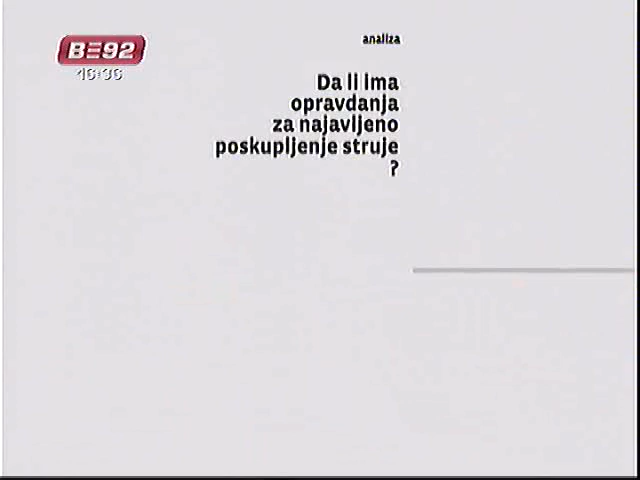 B92
16:36
analiza
Da li ima
opravdanja
za najavljeno
poskupljenje struje
?